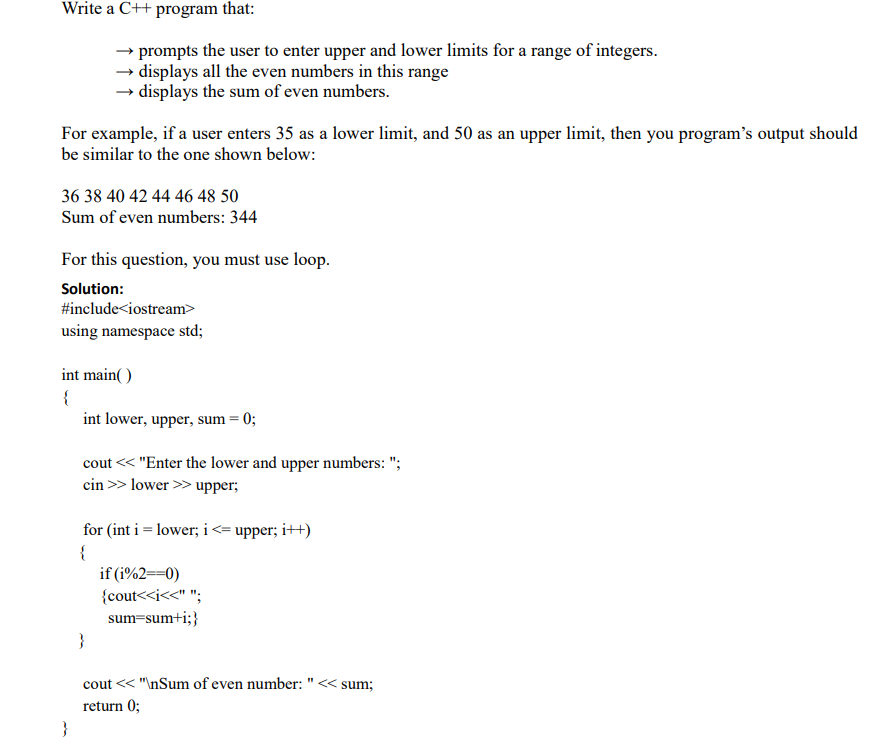 Write a C++ program that:
→ prompts the user to enter upper and lower limits for a range of integers.
→ displays all the even numbers in this range
→ displays the sum of even numbers.
For example, if a user enters 35 as a lower limit, and 50 as an upper limit, then you program's output should
be similar to the one shown below:
36 38 40 42 44 46 48 50
Sum of even numbers: 344
For this question, you must use loop.
Solution:
#include<iostream>
using namespace std;
int main( )
{
int lower, upper, sum = 0;
cout << "Enter the lower and upper numbers: ";
cin >> lower >> upper;
for (int i = lower; i <= upper; i++)
{
if (i%2==0)
{cout<<i<<" ";
sum=sum+i;}
}
cout << "\nSum of even number: " << sum;
return 0;
}